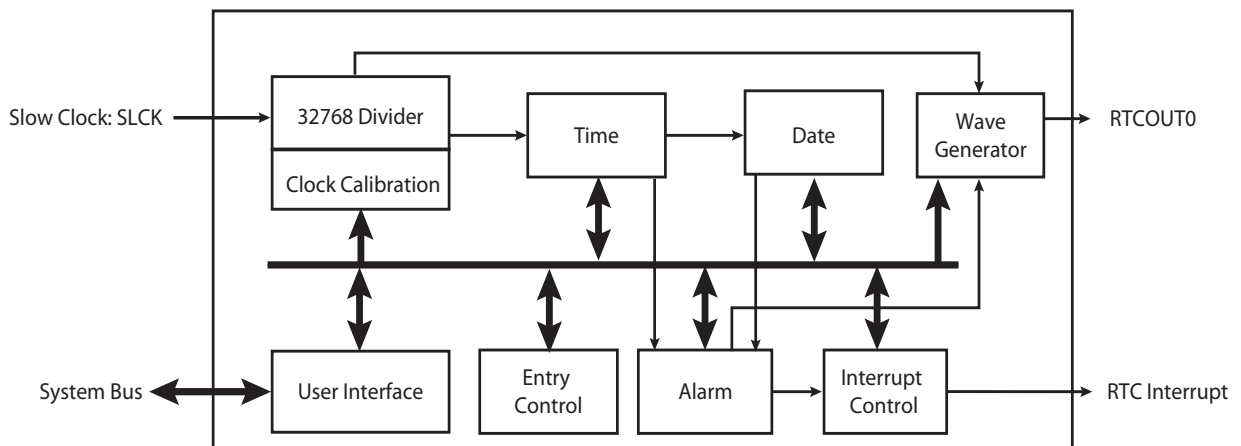 Slow Clock: SLCK
32768 Divider
Clock Calibration
Time
Date
Wave
Generator
RTCOUT0
System Bus
User Interface
Entry
Control
Alarm
Interrupt
Control
RTC Interrupt